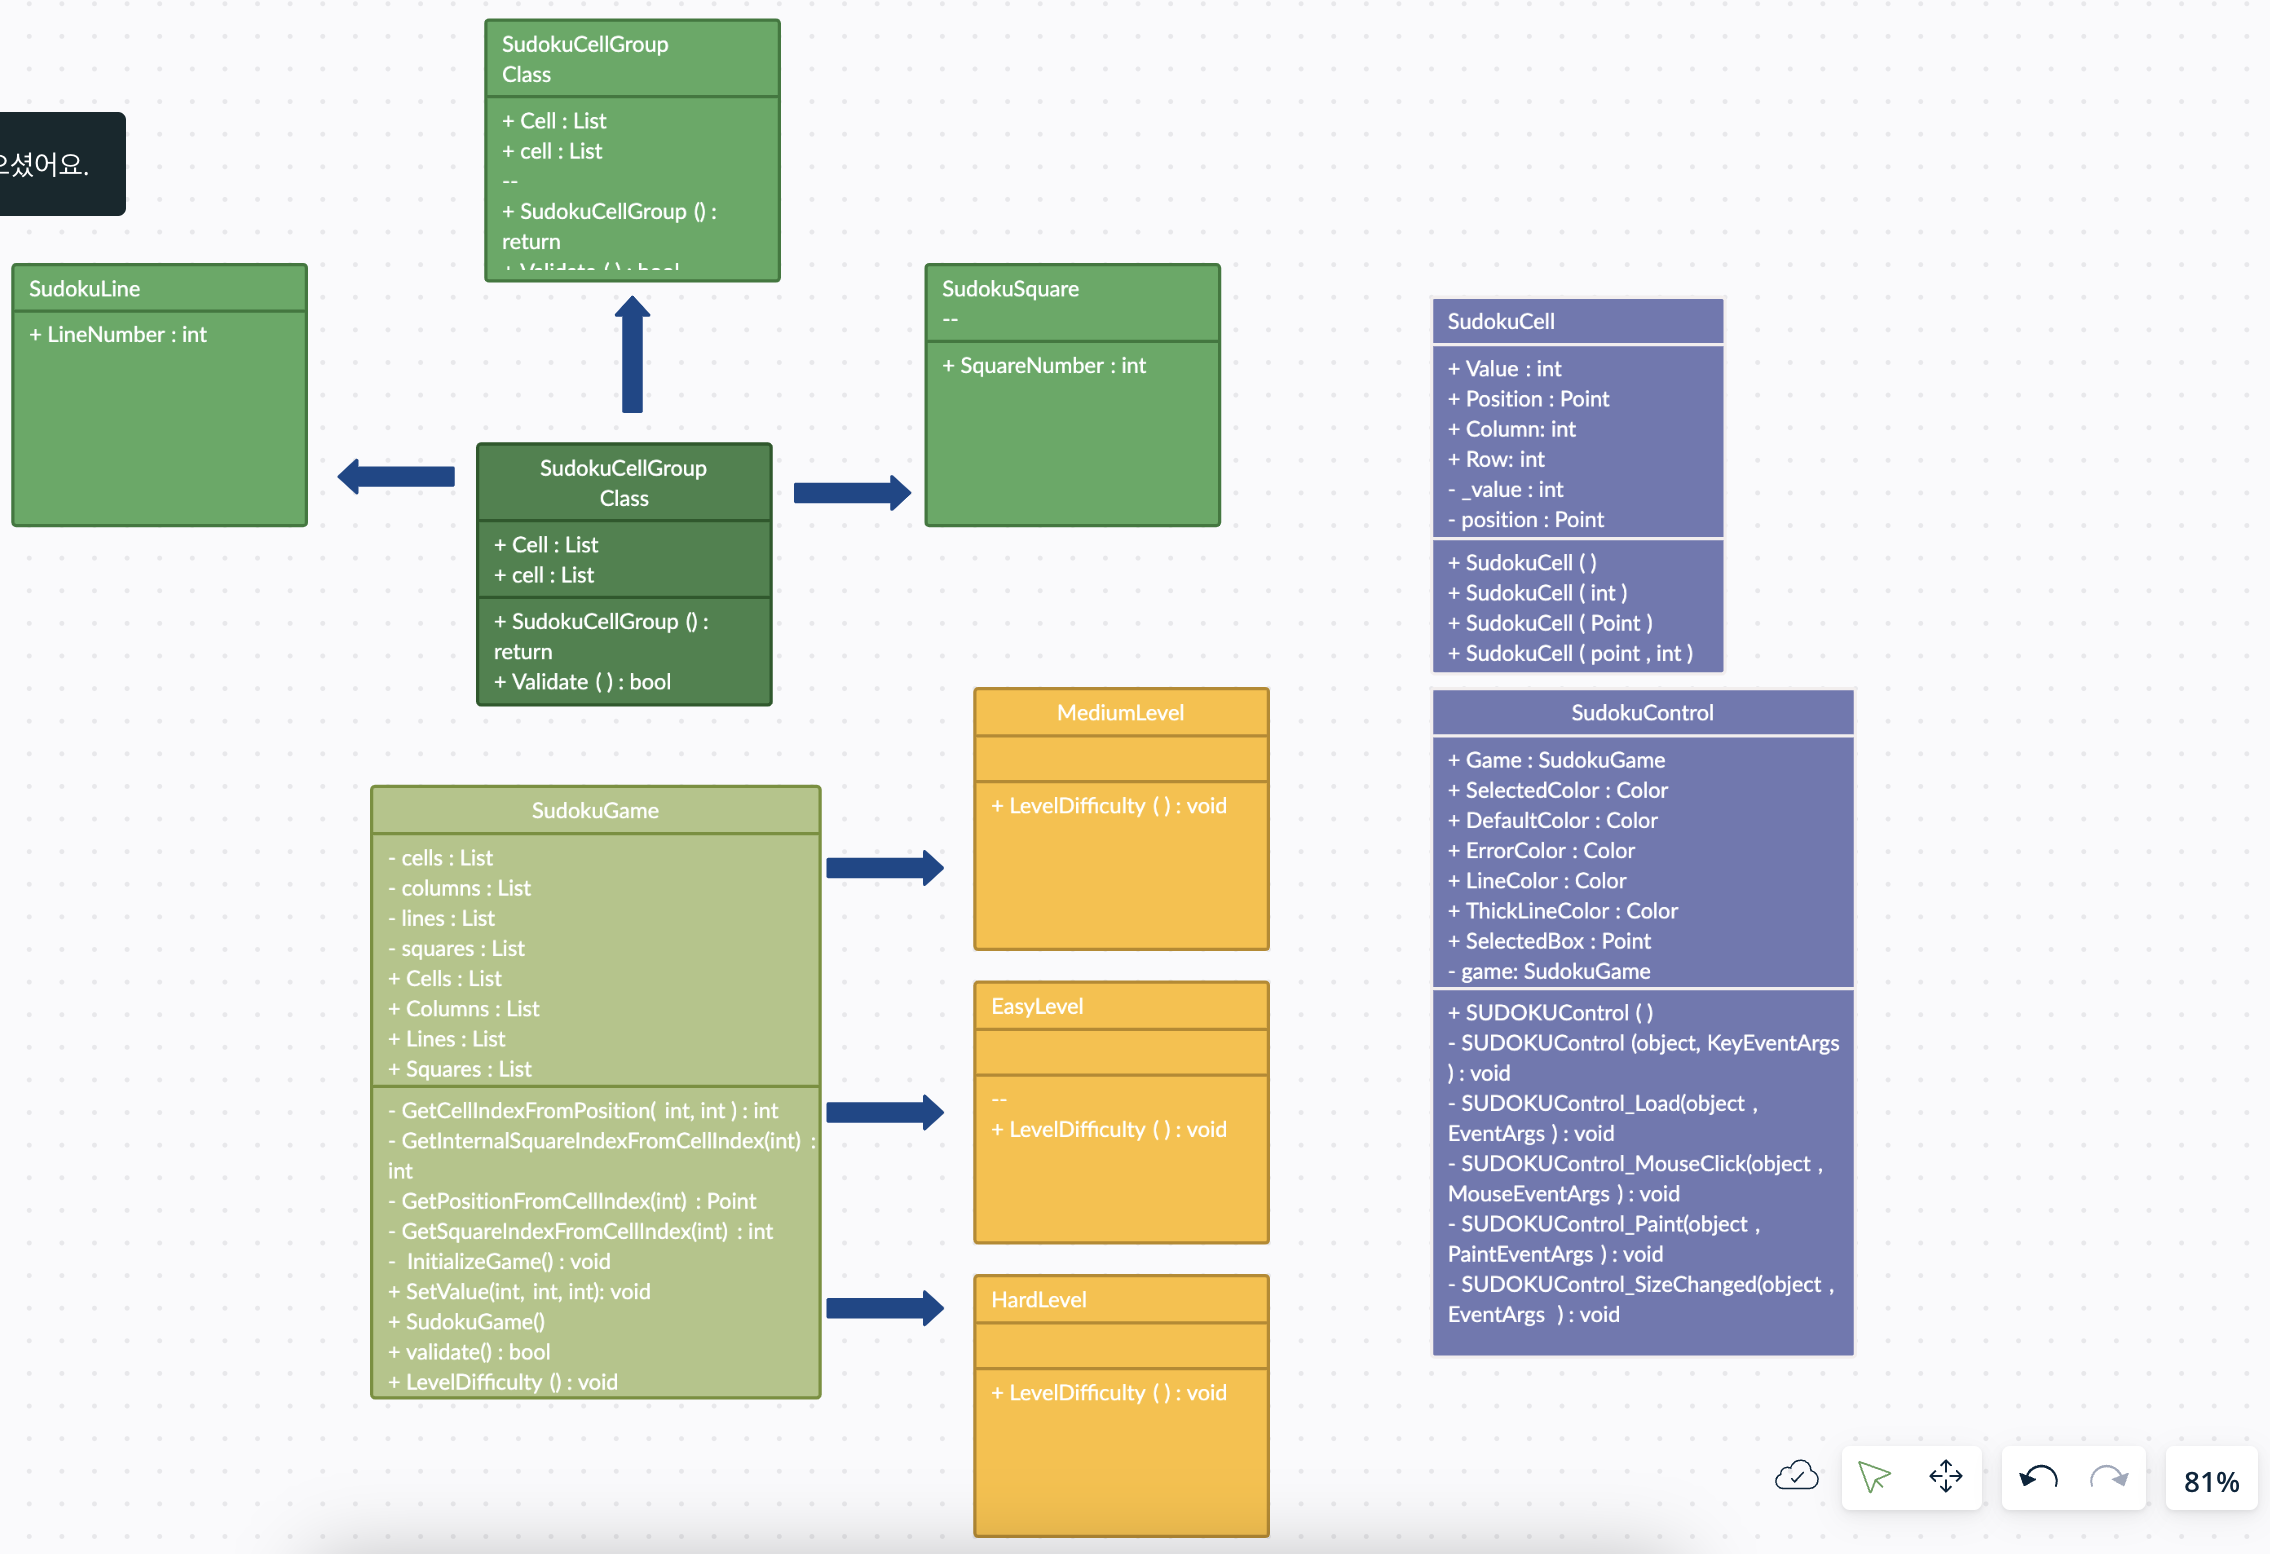 SudokuCellGroup
Class
+ Cell : List
+ cell : List
--
+ SudokuCellGroup () :
return
+ Validate ( ) : bool
셨어요.
SudokuLine
+ LineNumber : int
SudokuSquare
--
+ SquareNumber : int
SudokuCellGroup
Class
+ Cell : List
+ cell : List
+ SudokuCellGroup () :
return
+ Validate ( ) : bool
SudokuCell
+ Value : int
+ Position : Point
+ Column: int
+ Row: int
- _value : int
- position : Point
+ SudokuCell ( )
+ SudokuCell ( int )
+ SudokuCell ( Point )
+ SudokuCell ( point , int )
SudokuGame
- cells : List
- columns : List
- lines : List
- squares : List
+ Cells : List
+ Columns : List
+ Lines : List
+ Squares : List
- GetCellIndexFromPosition( int, int ) : int
- GetInternalSquareIndexFromCellIndex(int) :
int
- GetPositionFromCellIndex(int) : Point
- GetSquareIndexFromCellIndex(int) : int
- InitializeGame() : void
+ SetValue(int, int, int): void
+ SudokuGame()
+ validate() : bool
+ LevelDifficulty () : void
MediumLevel
+ LevelDifficulty ( ) : void
EasyLevel
--
+ LevelDifficulty ( ) : void
HardLevel
+ LevelDifficulty ( ) : void
SudokuControl
+ Game : SudokuGame
+ SelectedColor : Color
+ DefaultColor : Color
+ ErrorColor : Color
+ LineColor : Color
+ ThickLineColor : Color
+ SelectedBox : Point
- game: SudokuGame
+ SUDOKUControl ( )
- SUDOKUControl (object, KeyEventArgs
) : void
- SUDOKUControl_Load(object ,
EventArgs ) : void
- SUDOKUControl_MouseClick(object ,
MouseEventArgs ) : void
- SUDOKUControl_Paint(object ,
PaintEventArgs ) : void
- SUDOKUControl_SizeChanged(object ,
EventArgs ) : void
81%